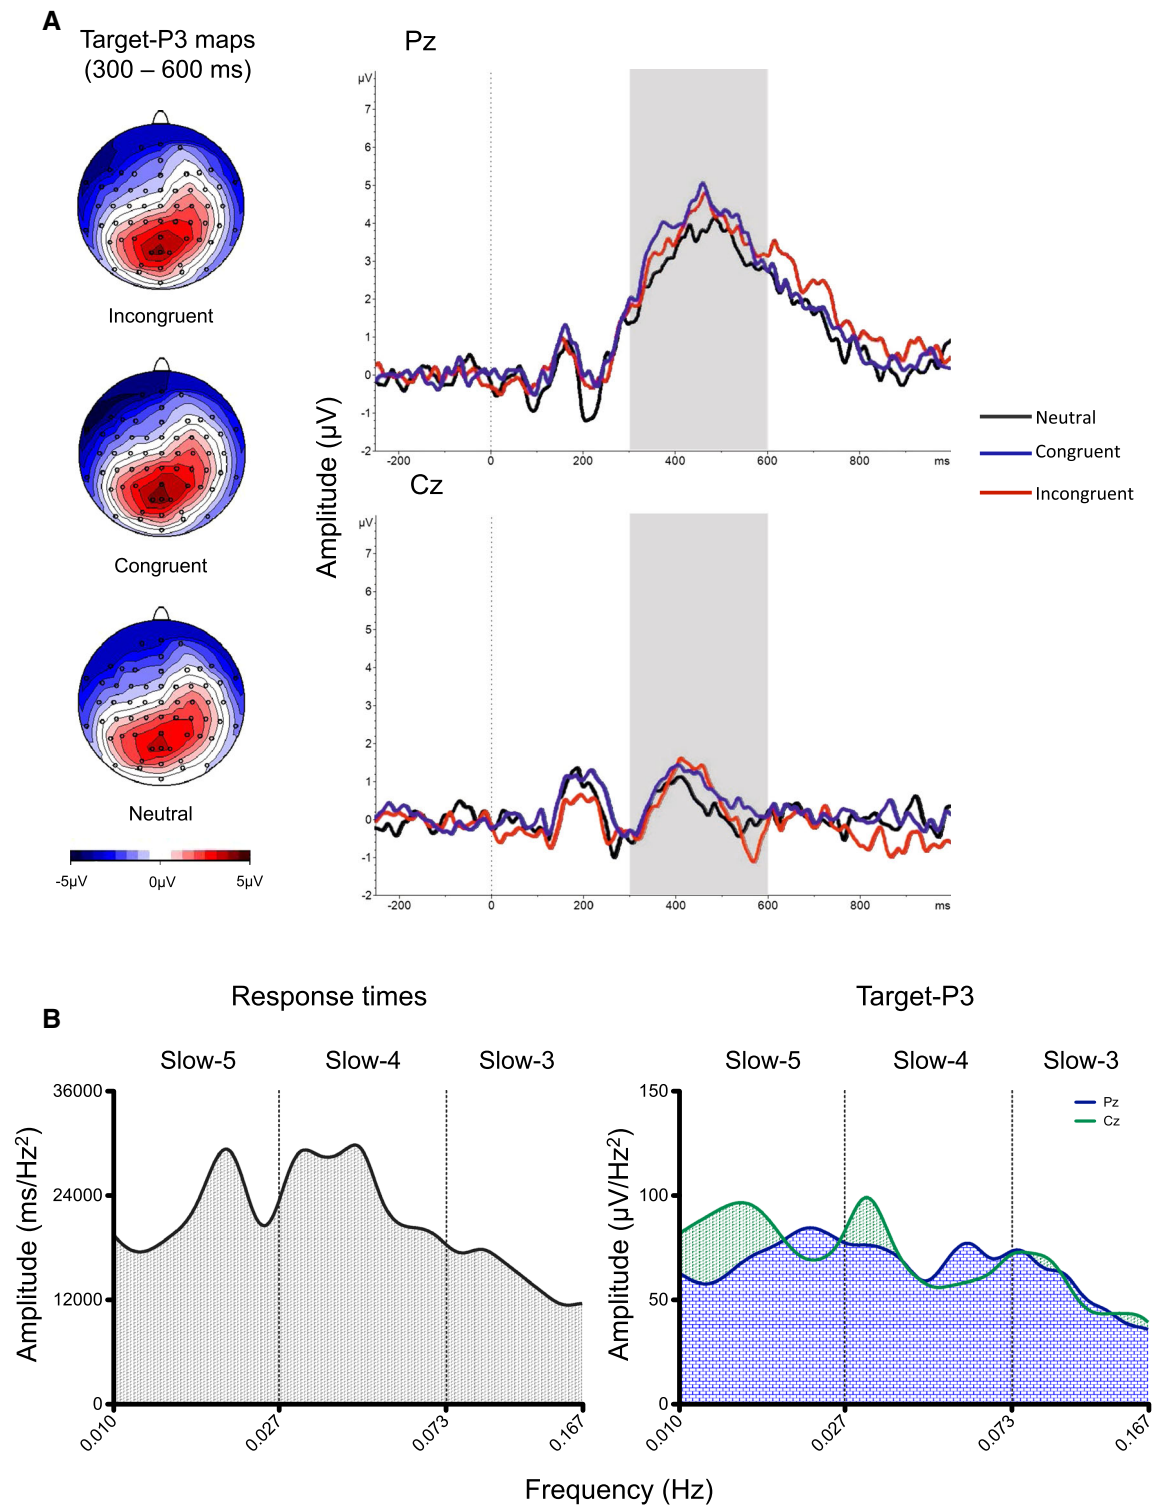 A
Target-P3 maps
(300 – 600 ms)
Incongruent
Congruent
Neutral
-5µV 0µV 5µV
Pz
µV
7
6
5
4
3
2
1
0
-1
-2
-200 0 200 400 600 800 ms
Amplitude (µV)
Cz
µV
7
6
5
4
3
2
1
0
-1
-2
-200 0 200 400 600 800 ms
Neutral
Congruent
Incongruent
B
Response times
Slow-5 Slow-4 Slow-3
Amplitude (ms/Hz²)
36000
24000
12000
0
0.010 0.027 0.073 0.167
Target-P3
Slow-5 Slow-4 Slow-3
Amplitude (µV/Hz²)
150
100
50
0
Pz
Cz
0.010 0.027 0.073 0.167
Frequency (Hz)